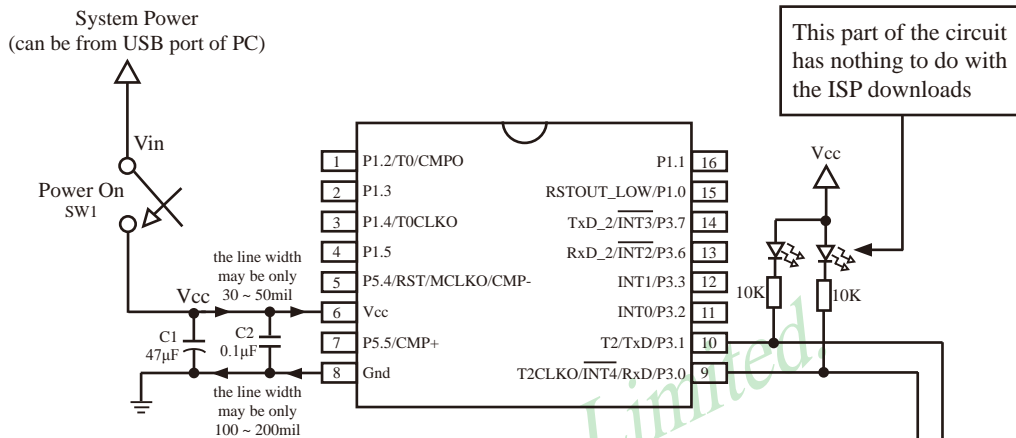 System Power
(can be from USB port of PC)
This part of the circuit
has nothing to do with
the ISP downloads
Vin
Power On
SW1
Vcc
the line width
may be only
30 ~ 50mil
C1
47μF
C2
0.1μF
the line width
may be only
100 ~ 200mil
1 P1.2/T0/CMPO
2 P1.3
3 P1.4/T0CLKO
4 P1.5
5 P5.4/RST/MCLKO/CMP-
6 Vcc
7 P5.5/CMP+
8 Gnd
P1.1 16
RSTOUT_LOW/P1.0 15
TxD_2/INT3/P3.7 14
RxD_2/INT2/P3.6 13
INT1/P3.3 12
INT0/P3.2 11
T2/TxD/P3.1 10
T2CLKO/INT4/RxD/P3.0 9
Vcc
10K
10K
Limited.